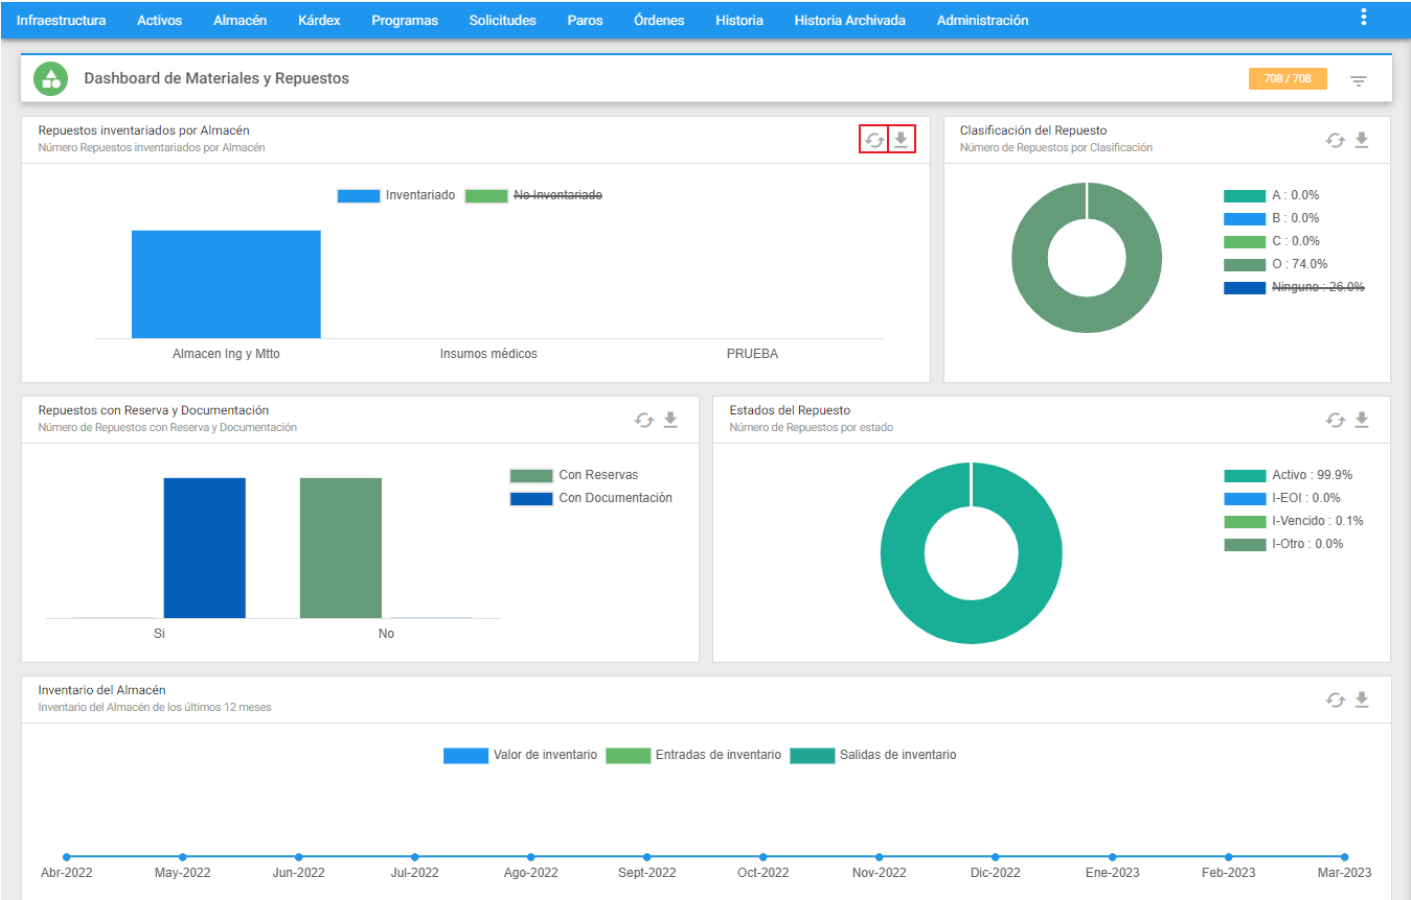 Infraestructura Activos Almacén Kárdex Programas Solicitudes Paros Órdenes Historia Historia Archivada Administración
Dashboard de Materiales y Repuestos
708 / 708
Repuestos inventariados por Almacén
Número Repuestos inventariados por Almacén
Inventariado No Inventariado
Almacen Ing y Mtto Insumos médicos PRUEBA
Clasificación del Repuesto
Número de Repuestos por Clasificación
A : 0.0%
B : 0.0%
C : 0.0%
O : 74.0%
Ninguno : 26.0%
Repuestos con Reserva y Documentación
Número de Repuestos con Reserva y Documentación
Con Reservas
Con Documentación
Si No
Estados del Repuesto
Número de Repuestos por estado
Activo : 99.9%
I-EOI : 0.0%
I-Vencido : 0.1%
I-Otro : 0.0%
Inventario del Almacén
Inventario del Almacén de los últimos 12 meses
Valor de inventario Entradas de inventario Salidas de inventario
Abr-2022 May-2022 Jun-2022 Jul-2022 Ago-2022 Sept-2022 Oct-2022 Nov-2022 Dic-2022 Ene-2023 Feb-2023 Mar-2023